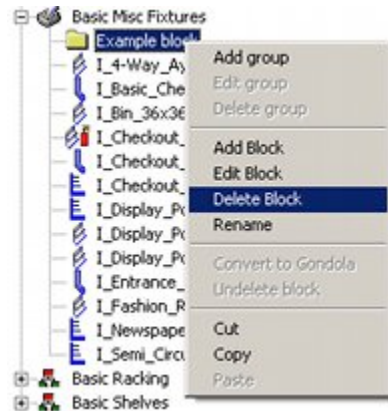 Basic Misc Fixtures
Example block
I_4-Way_Ay
I_Basic_Che
I_Bin_36x36
I_Checkout_
I_Checkout_
I_Checkout_
I_Display_Po
I_Display_Po
I_Display_Po
I_Entrance_
I_Fashion_R
I_Newspape
I_Semi_Circu
Basic Racking
Basic Shelves
Add group
Edit group
Delete group
Add Block
Edit Block
Delete Block
Rename
Convert to Gondola
Undelete block
Cut
Copy
Paste